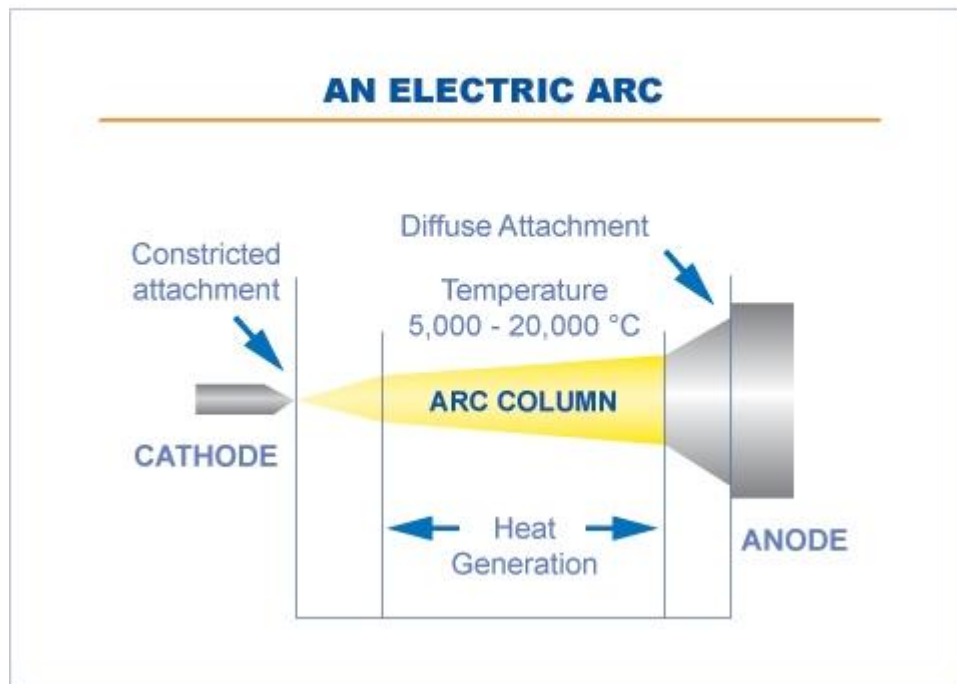 AN ELECTRIC ARC
Diffuse Attachment
Constricted
attachment
Temperature
5,000 - 20,000 °C
ARC COLUMN
CATHODE
Heat
Generation
ANODE